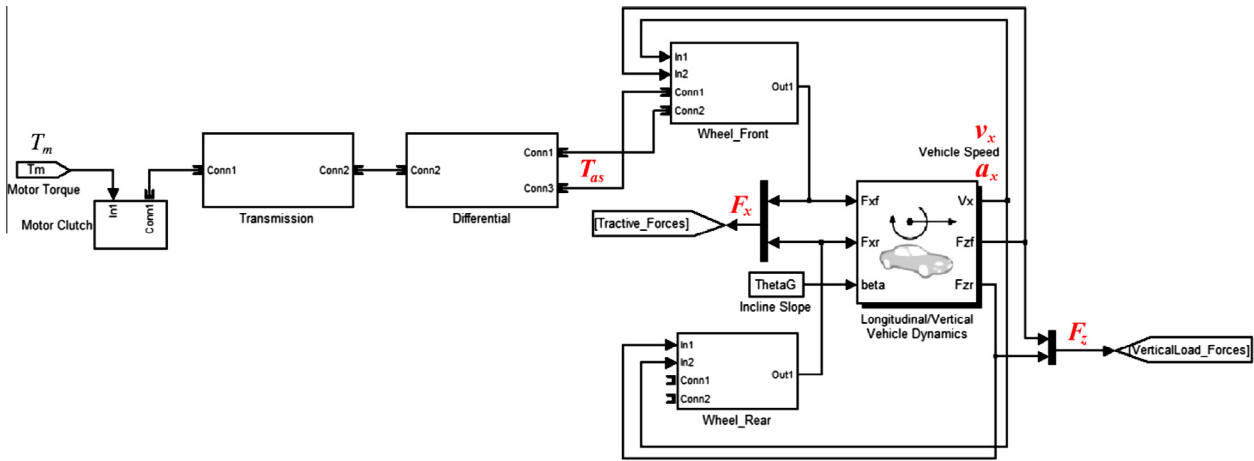 T_m
Tm
Motor Torque
In1
Conn1
Motor Clutch
Conn1
Conn2
Transmission
Conn2
Conn1
Conn3
Differential
T_as
In1
In2
Conn1
Conn2
Out1
Wheel_Front
v_x
Vehicle Speed
a_x
F_x
[Tractive_Forces]
Fxf
Fxr
beta
Vx
Fzf
Fzr
ThetaG
Incline Slope
Longitudinal/Vertical
Vehicle Dynamics
In1
In2
Conn1
Conn2
Out1
Wheel_Rear
F_z
[VerticalLoad_Forces]